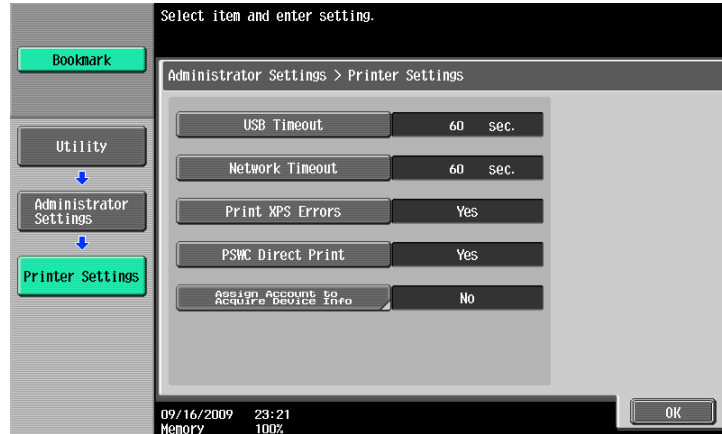 Select item and enter setting.
Bookmark
Administrator Settings > Printer Settings
Utility
Administrator
Settings
Printer Settings
USB Timeout 60 sec.
Network Timeout 60 sec.
Print XPS Errors Yes
PSWC Direct Print Yes
Assign Account to
Acquire Device Info No
09/16/2009 23:21
Memory 100%
OK